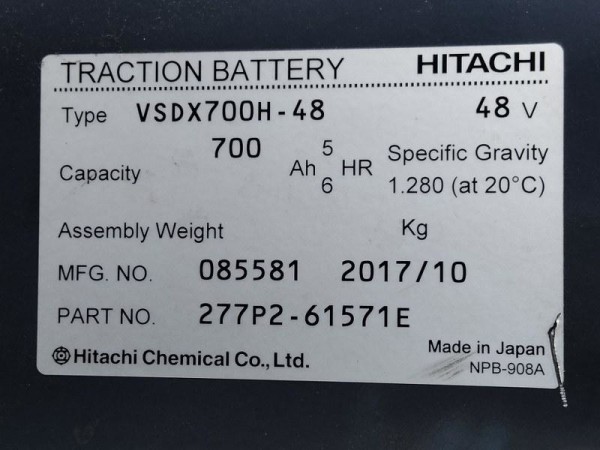 TRACTION BATTERY HITACHI
Type VSDX700H-48 48 V
Capacity 700 Ah 5 6 HR Specific Gravity
1.280 (at 20°C)
Assembly Weight Kg
MFG. NO. 085581 2017/10
PART NO. 277P2-61571E
Hitachi Chemical Co., Ltd. Made in Japan
NPB-908A